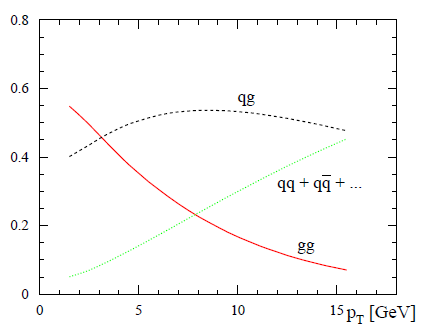 0.8
0.6
qg
0.4
qq + qq̅ + ...
0.2
gg
0
0 5 10 15 p_T [GeV]